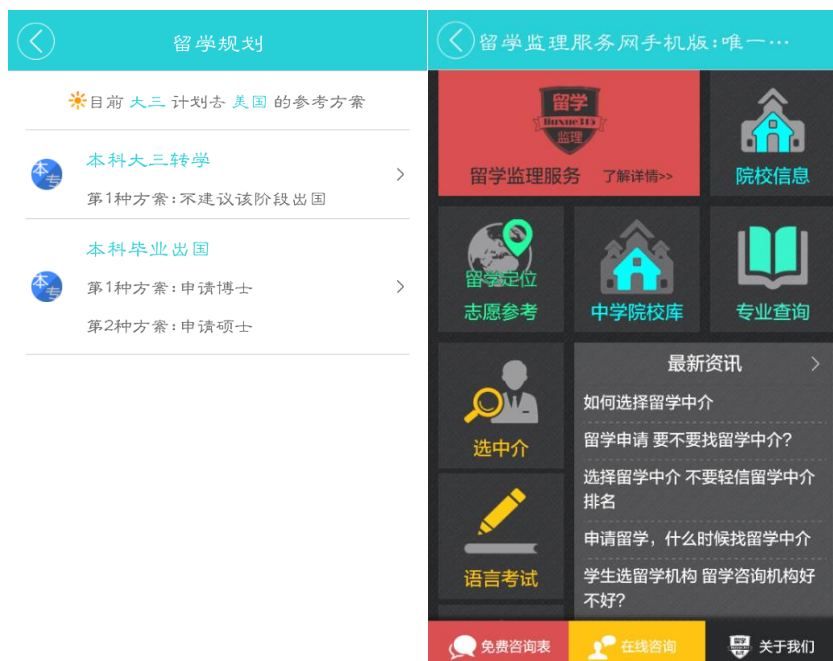 留学规划
目前 大三 计划去 美国 的参考方案
本
专
本科大三转学
第1种方案:不建议该阶段出国
本
专
本科毕业出国
第1种方案:申请博士
第2种方案:申请硕士
留学监理服务网手机版:唯一…
留学
liuxue315
监理
留学监理服务 了解详情>>
院校信息
留学定位
志愿参考
中学院校库
专业查询
选中介
语言考试
最新资讯
如何选择留学中介
留学申请 要不要找留学中介?
选择留学中介 不要轻信留学中介
排名
申请留学，什么时候找留学中介
学生选留学机构 留学咨询机构好
不好?
免费咨询表
在线咨询
留学
关于我们